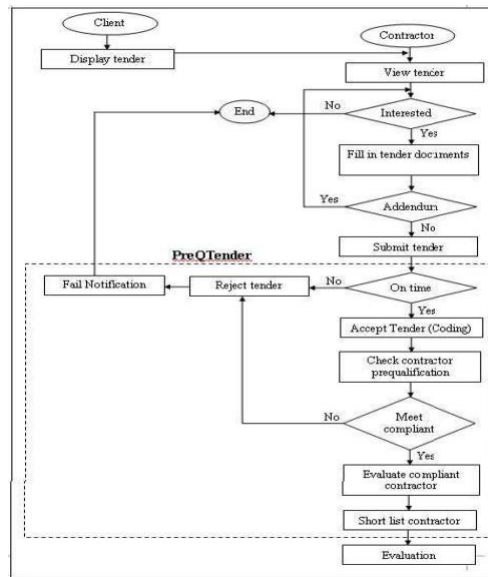 Client
Contractor
Display tender
View tender
End
No
Interested
Yes
Fill in tender documents
Yes
Addendum
No
PreQTender
Submit tender
Fail Notification
Reject tender
No
On time
Yes
Accept Tender (Coding)
Check contractor
prequalification
No
Meet
compliant
Yes
Evaluate compliant
contractor
Short list contractor
Evaluation